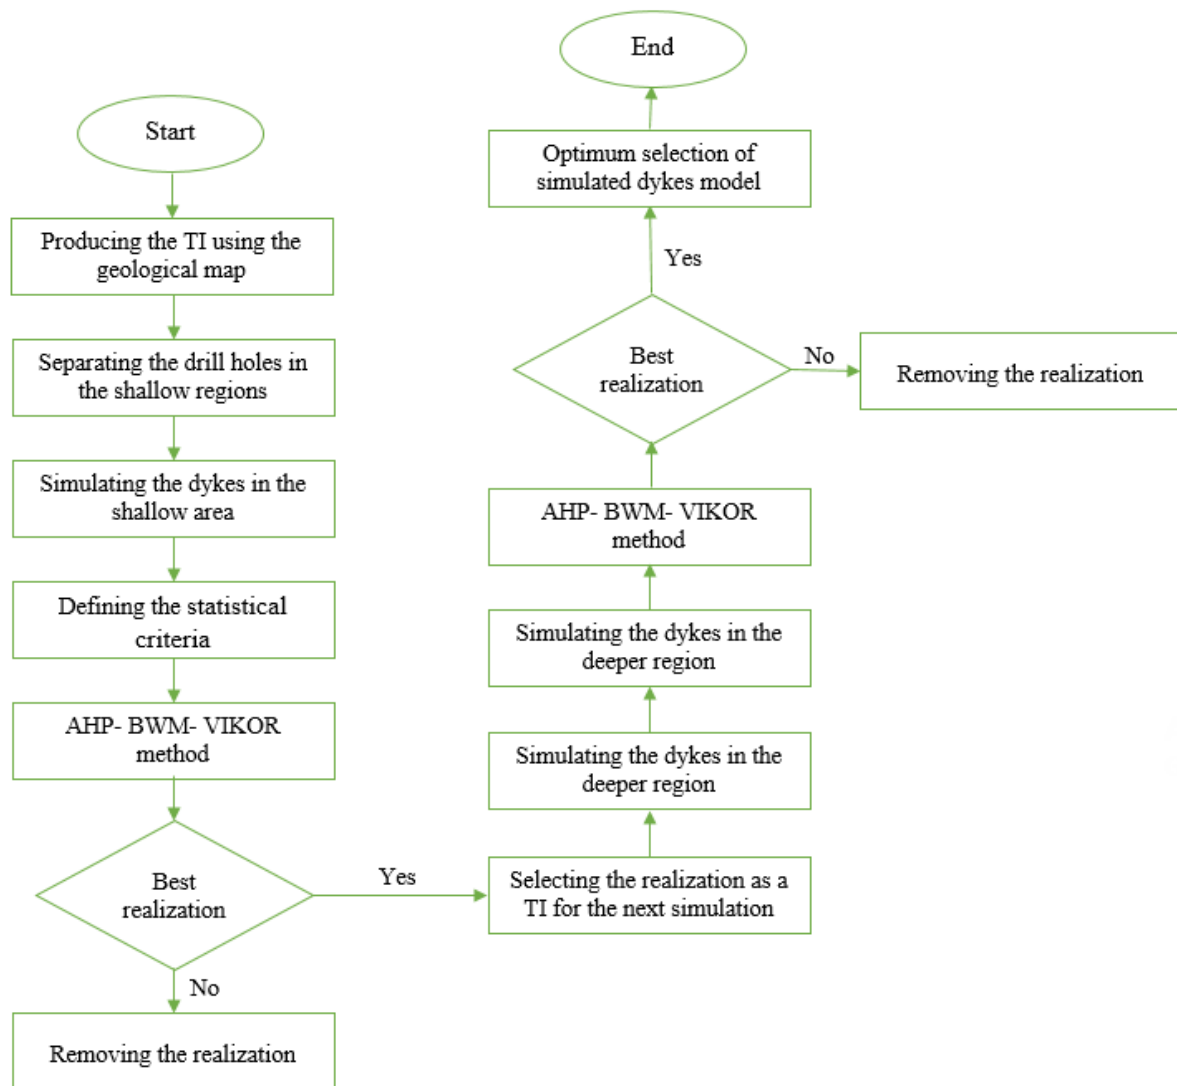 Start
Producing the TI using the
geological map
Separating the drill holes in
the shallow regions
Simulating the dykes in the
shallow area
Defining the statistical
criteria
AHP- BWM- VIKOR
method
Best
realization
No
Removing the realization
Yes
Selecting the realization as a
TI for the next simulation
Simulating the dykes in the
deeper region
Simulating the dykes in the
deeper region
AHP- BWM- VIKOR
method
Best
realization
No
Removing the realization
Yes
Optimum selection of
simulated dykes model
End